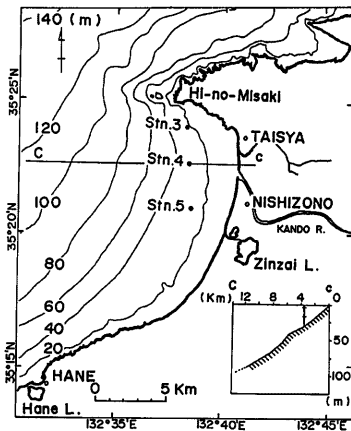 140 (m)
35°25'N
Hi-no-Misaki
120
Stn.3
TAISYA
C
Stn.4
c
100
Stn.5
NISHIZONO
35°20'
KANDO R.
80
Zinzai L.
60
C
(Km) 12 8 4 0
c
40
0
20
50
35°15'
HANE
100
0 5 Km
(m)
Hane L.
132°35'
132°40'
132°45'E